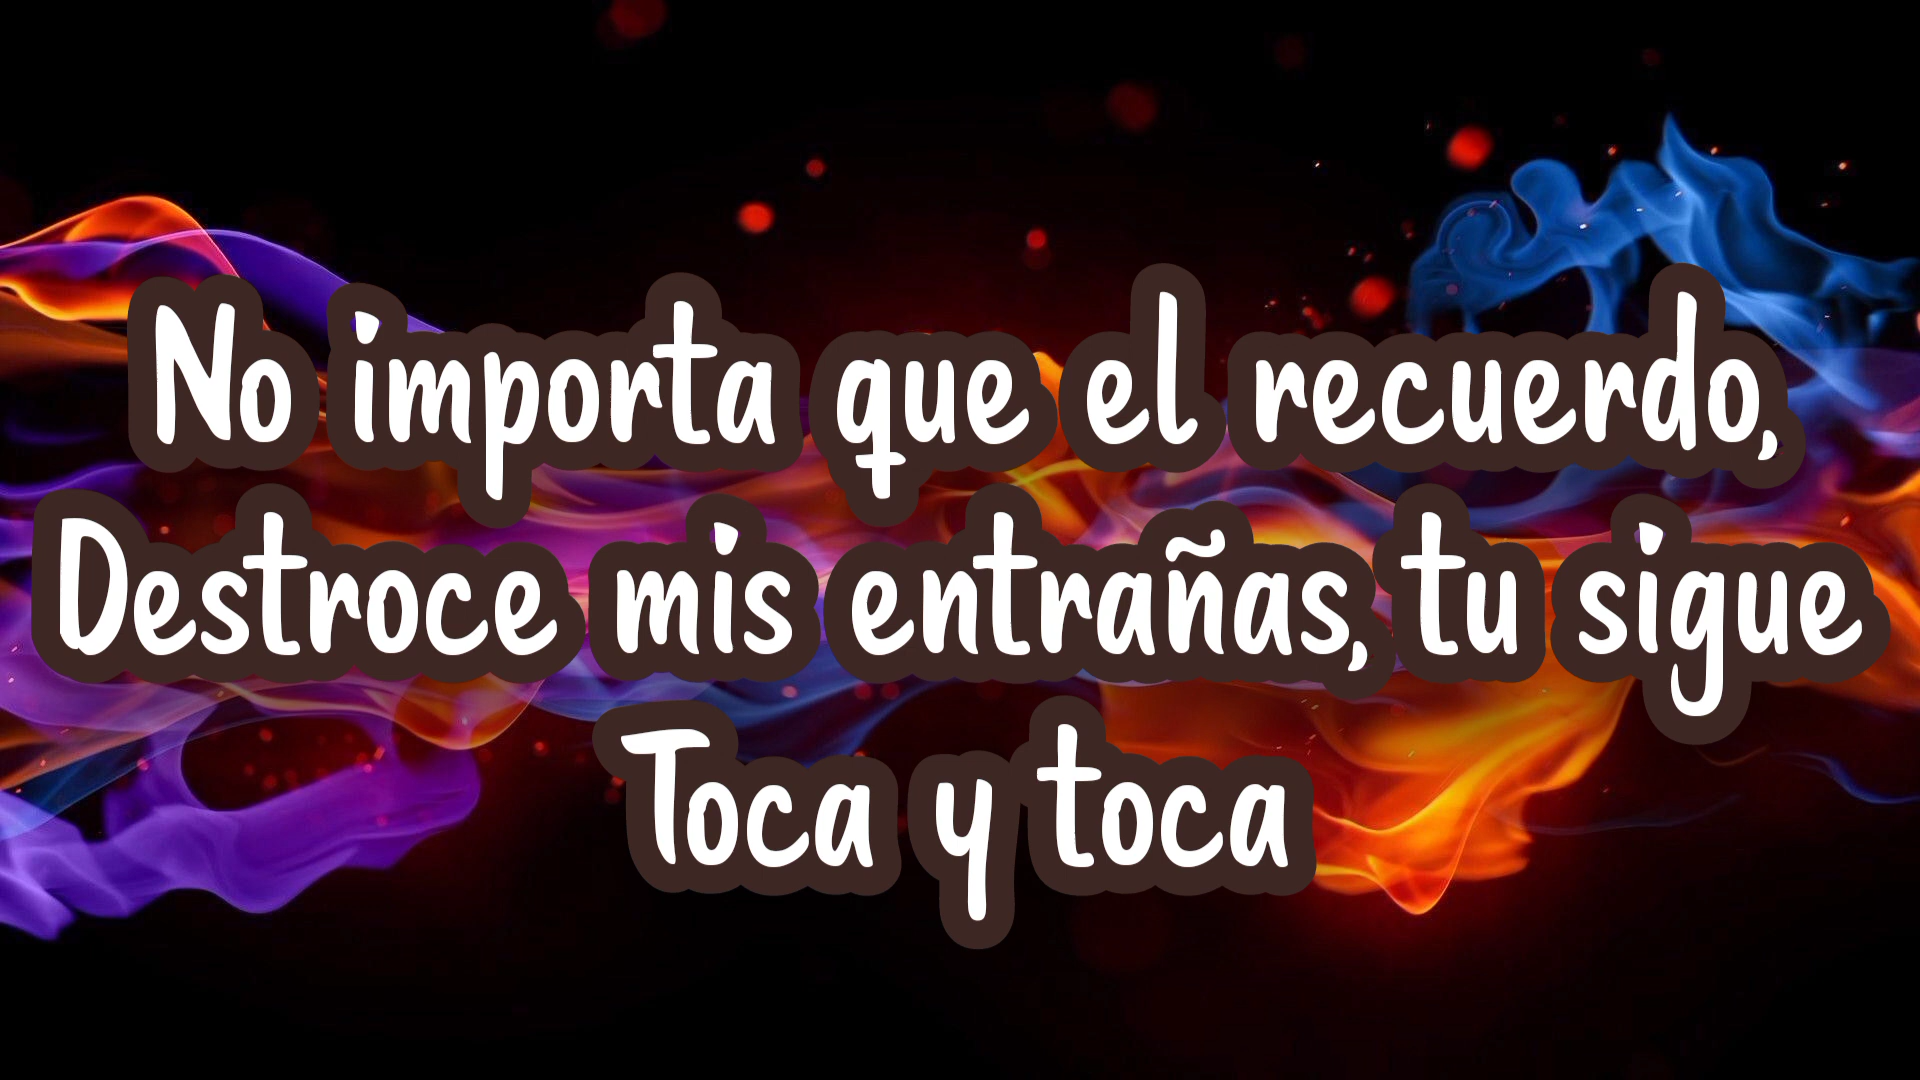 No importa que el recuerdo,
Destroce mis entrañas, tu sigue
Toca y toca